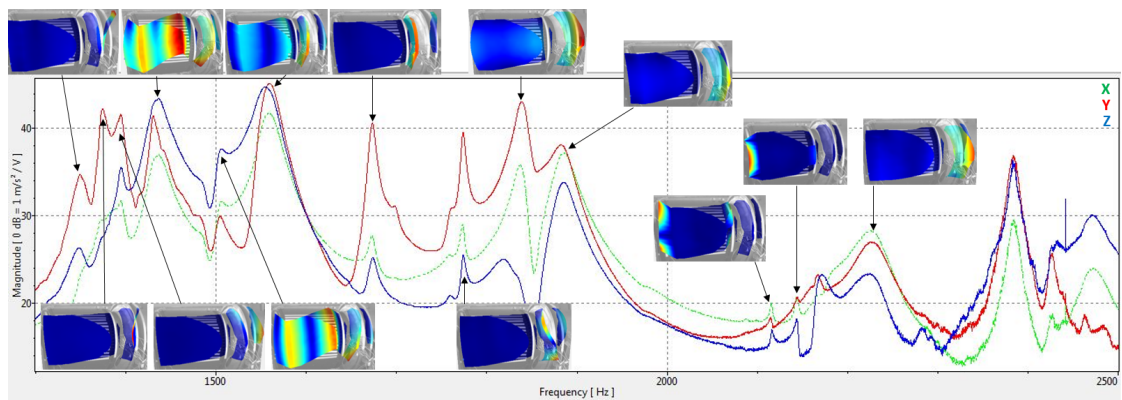 X
Y
Z
40
30
20
Magnitude [ 0 dB = 1 m/s² / V ]
1500
2000
2500
Frequency [ Hz ]